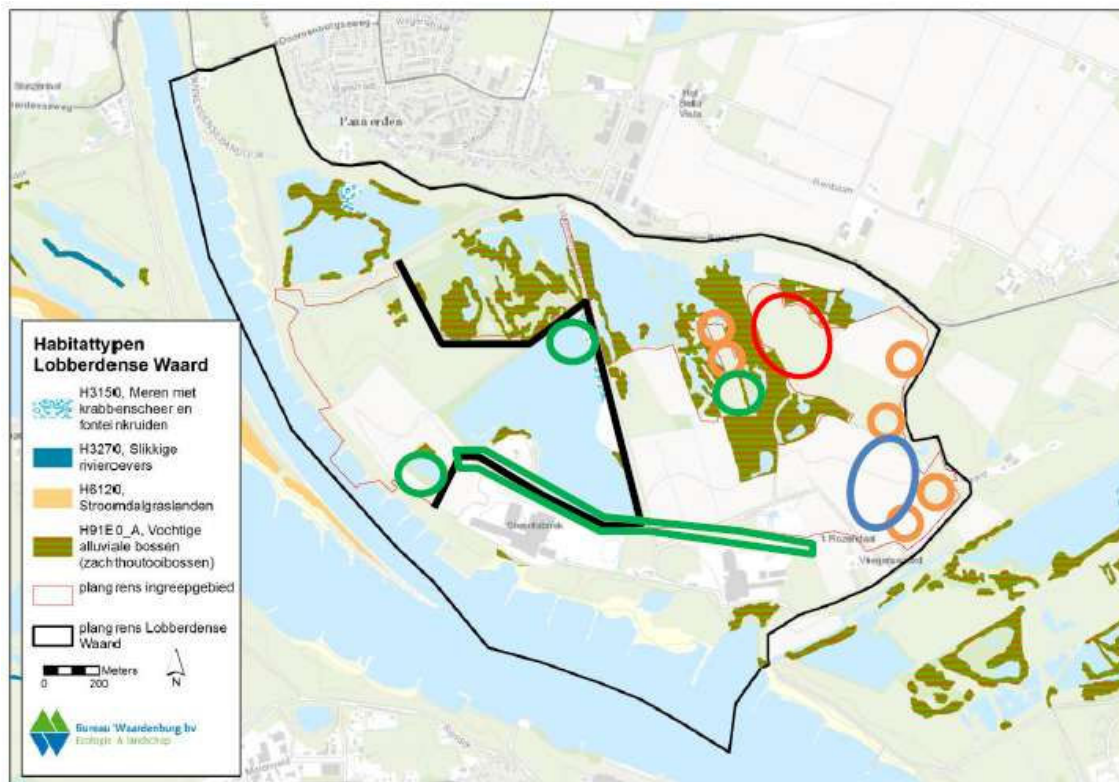 Pannerden
Hof
Bella
Vista
Steenfabriek
't Rozendaal
Habitattypen
Lobberdense Waard
H3150, Meren met
krabbenscheer en
fonteinkruiden
H3270, Slikkige
rivieroevers
H6120,
Stroomdalgraslanden
H91E0_A, Vochtige
alluviale bossen
(zachthoutooibossen)
plangrens ingreepgebied
plangrens Lobberdense
Waard
Meters
0 200
N
Bureau Waardenburg bv
Ecologie & landschap